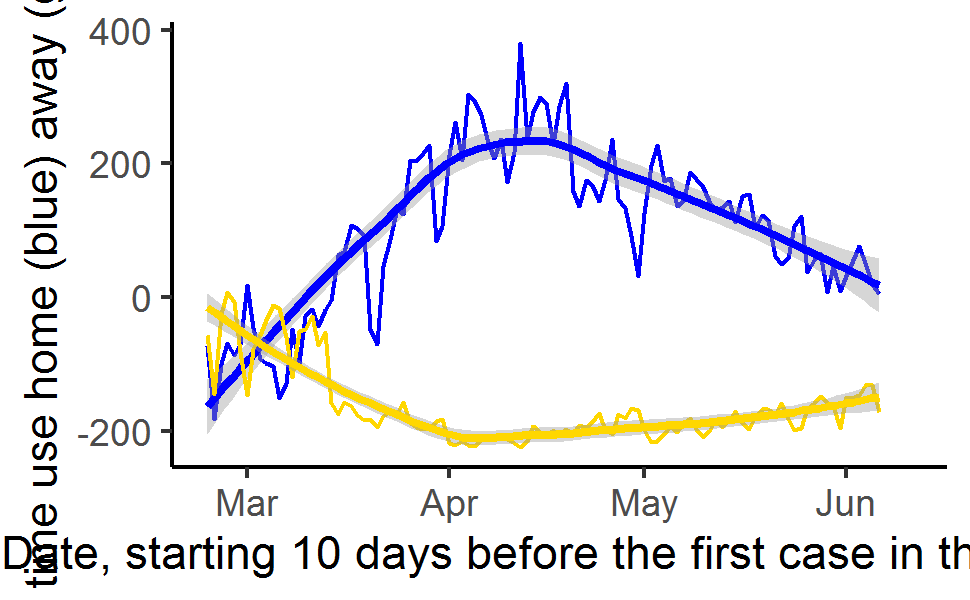 time use home (blue) away (
400
200
0
-200
Mar Apr May Jun
Date, starting 10 days before the first case in th